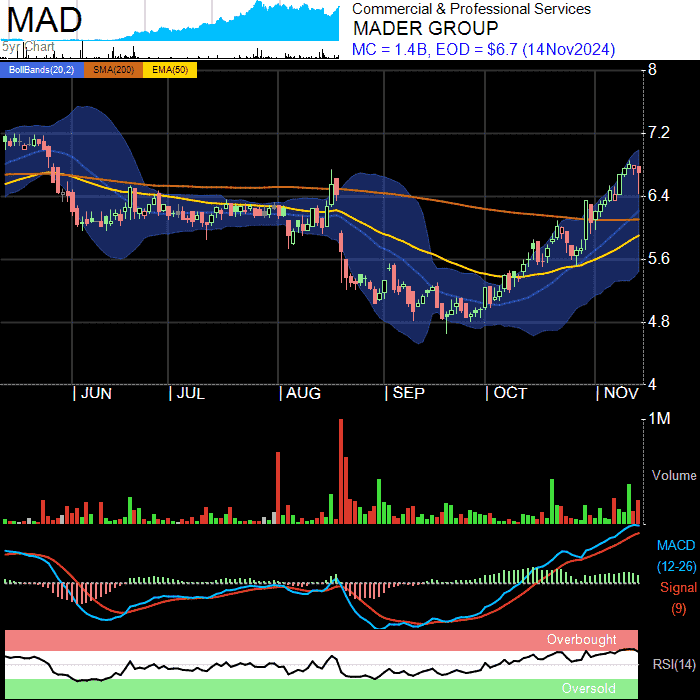 MAD
Commercial & Professional Services
MADER GROUP
5yr Chart
MC = 1.4B, EOD = $6.7 (14Nov2024)
BollBands(20,2) SMA(200) EMA(50)
8
7.2
6.4
5.6
4.8
4
JUN JUL AUG SEP OCT NOV
1M
Volume
MACD
(12-26)
Signal
(9)
Overbought
RSI(14)
Oversold